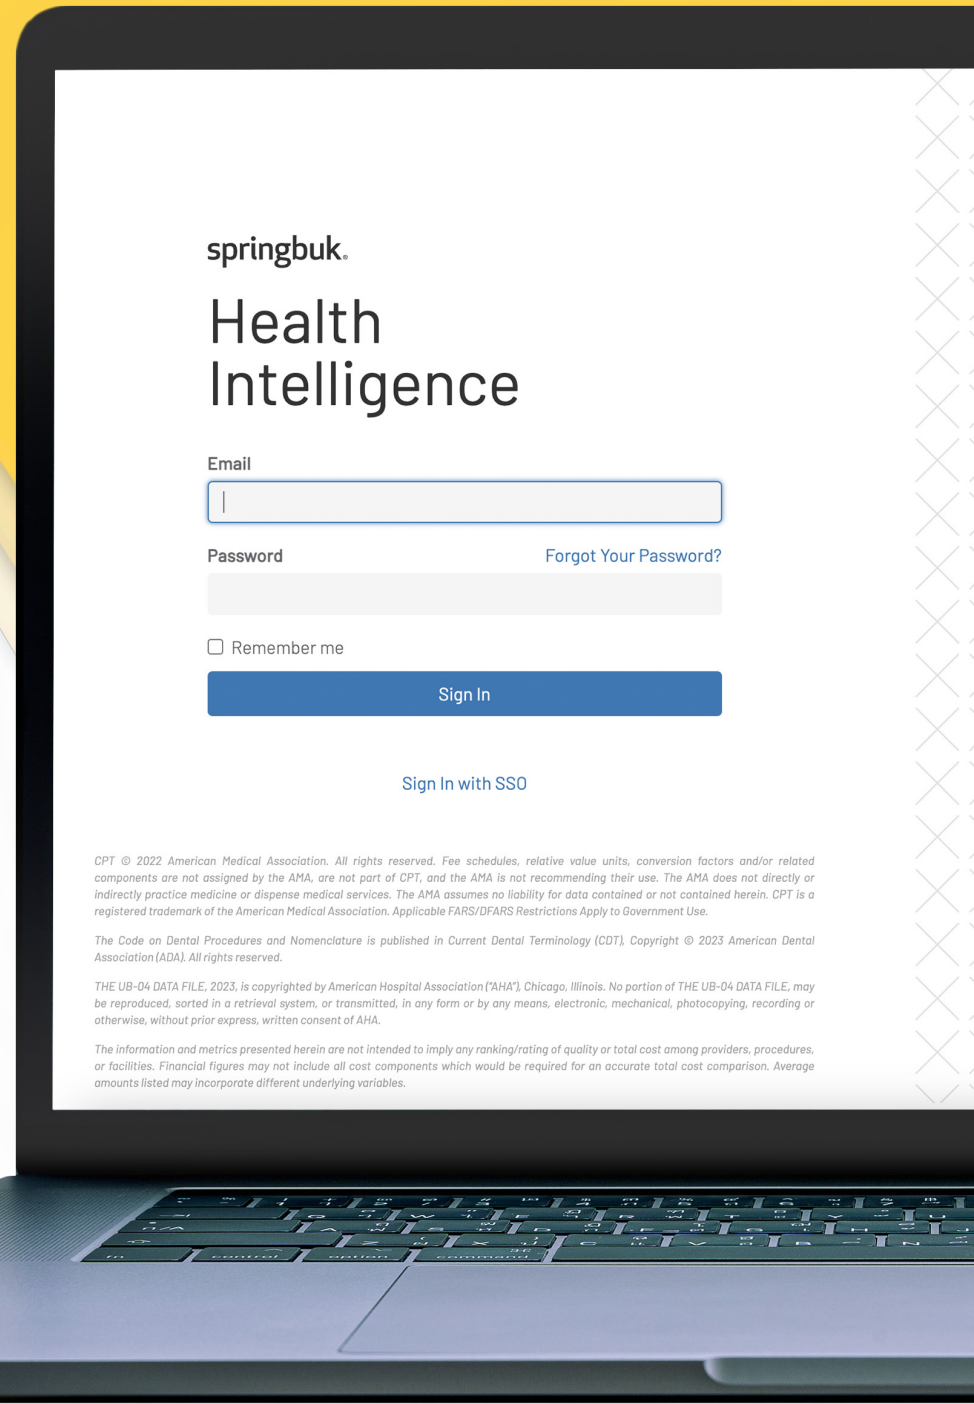 springbuk®
Health
Intelligence
Email
Password
Forgot Your Password?
Remember me
Sign In
Sign In with SSO
CPT © 2022 American Medical Association. All rights reserved. Fee schedules, relative value units, conversion factors and/or related
components are not assigned by the AMA, are not part of CPT, and the AMA is not recommending their use. The AMA does not directly or
indirectly practice medicine or dispense medical services. The AMA assumes no liability for data contained or not contained herein. CPT is a
registered trademark of the American Medical Association. Applicable FARS/DFARS Restrictions Apply to Government Use.
The Code on Dental Procedures and Nomenclature is published in Current Dental Terminology (CDT), Copyright © 2023 American Dental
Association (ADA). All rights reserved.
THE UB-04 DATA FILE, 2023, is copyrighted by American Hospital Association ("AHA"), Chicago, Illinois. No portion of THE UB-04 DATA FILE, may
be reproduced, sorted in a retrieval system, or transmitted, in any form or by any means, electronic, mechanical, photocopying, recording or
otherwise, without prior express, written consent of AHA.
The information and metrics presented herein are not intended to imply any ranking/rating of quality or total cost among providers, procedures,
or facilities. Financial figures may not include all cost components which would be required for an accurate total cost comparison. Average
amounts listed may incorporate different underlying variables.
Q W E T U
A S D F G H J
Z X C V B N
fn control option command